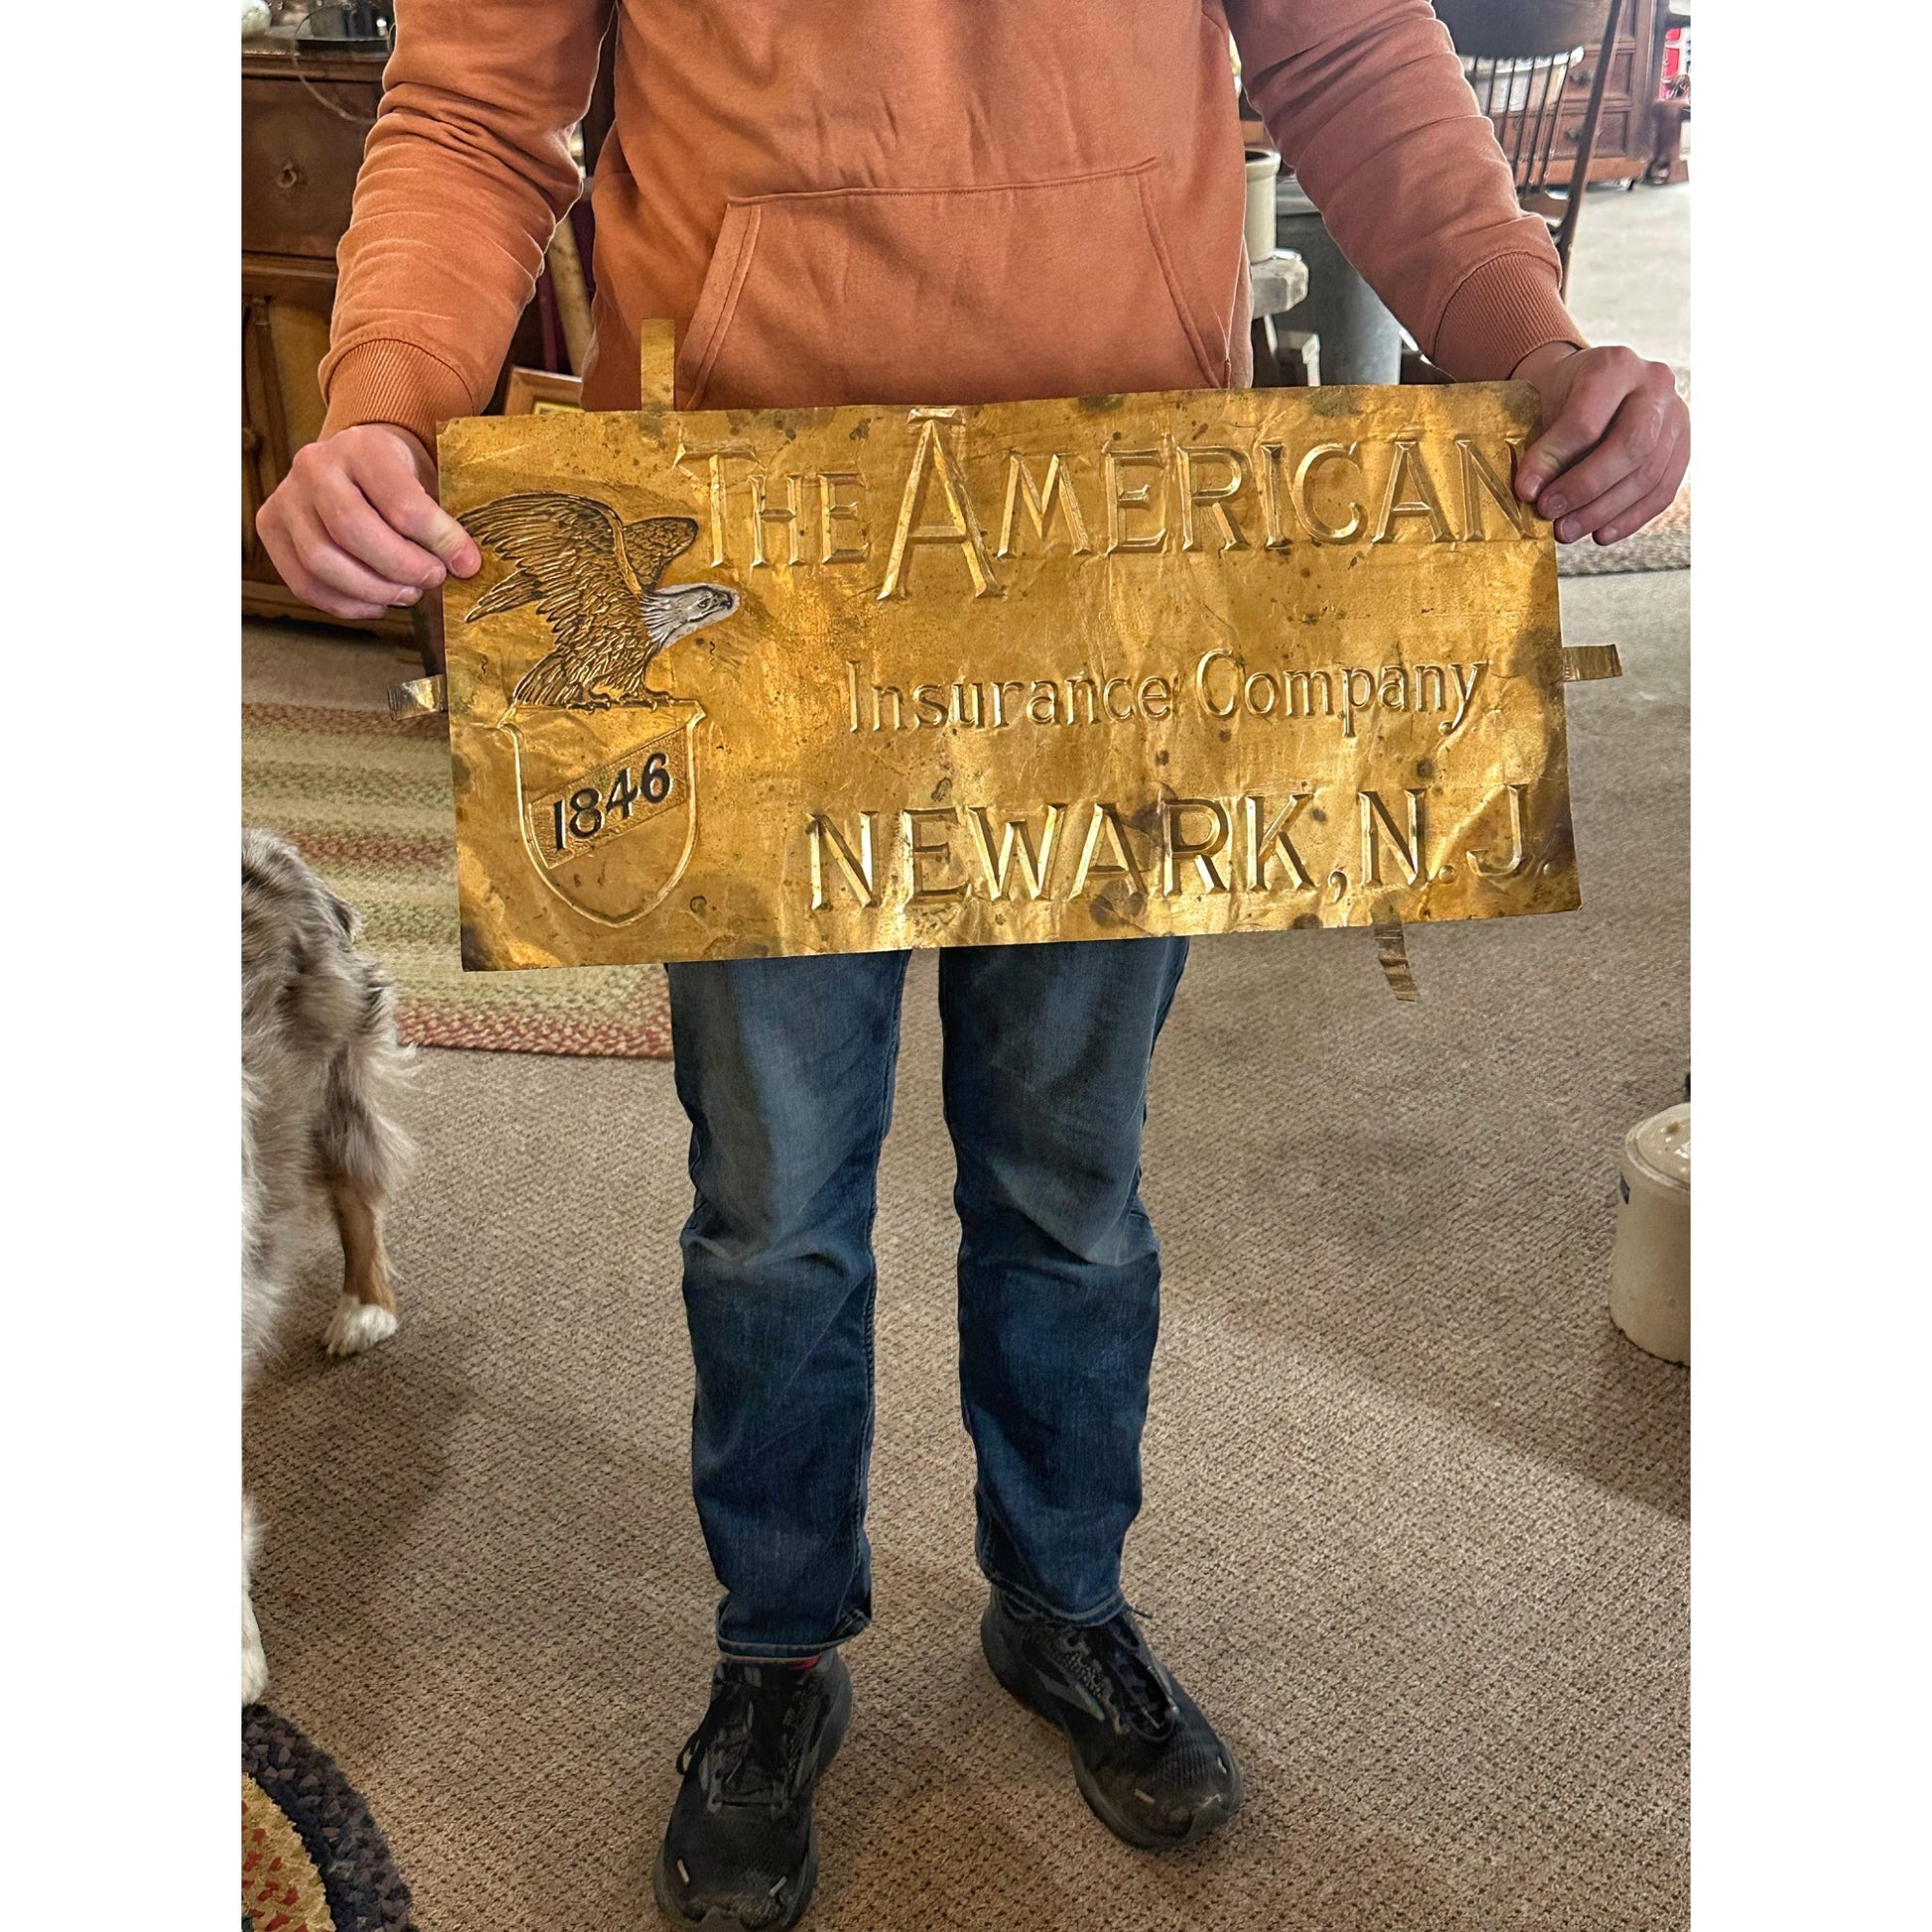 THE AMERICAN
Insurance Company
NEWARK, N.J.
1846